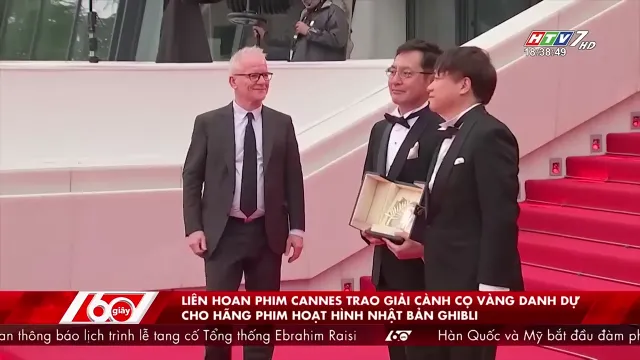 HTV7 HD
18:38:49
60 giây
LIÊN HOAN PHIM CANNES TRAO GIẢI CÀNH CỌ VÀNG DANH DỰ
CHO HÃNG PHIM HOẠT HÌNH NHẬT BẢN GHIBLI
an thông báo lịch trình lễ tang cố Tổng thống Ebrahim Raisi 60 Hàn Quốc và Mỹ bắt đầu đàm p